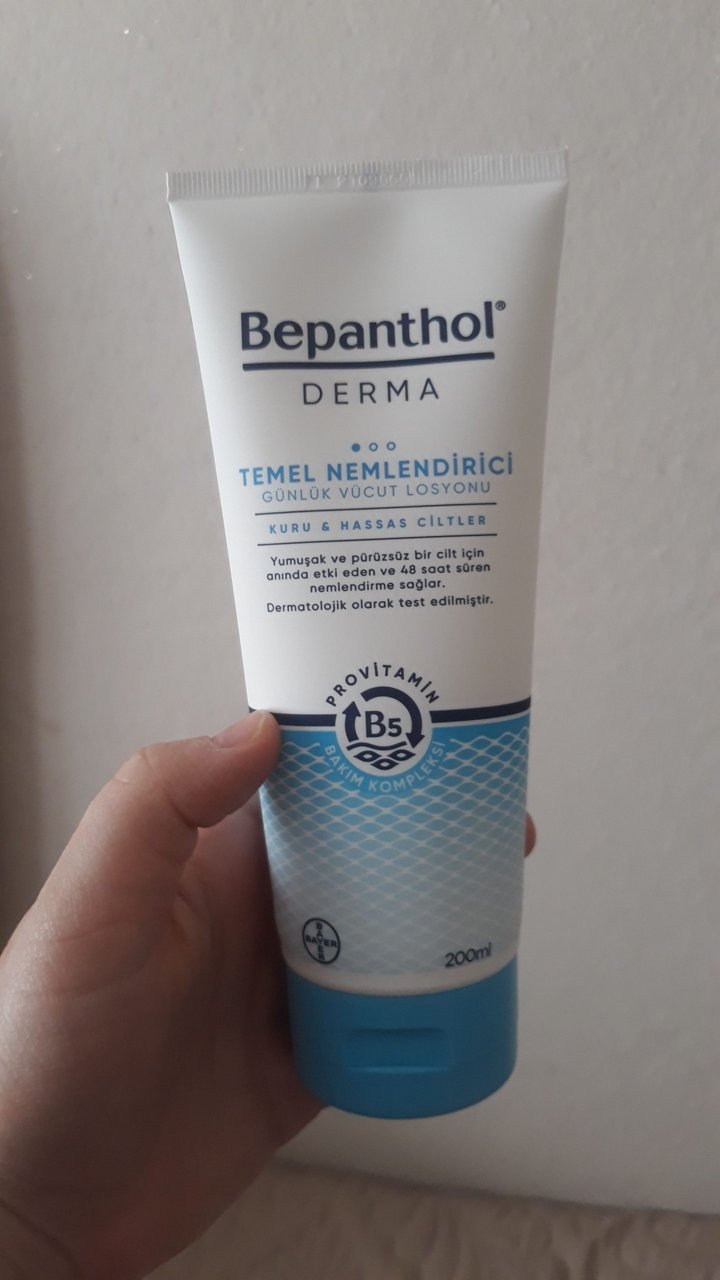 Bepanthol®
DERMA
TEMEL NEMLENDİRİCİ
GÜNLÜK VÜCUT LOSYONU
KURU & HASSAS CİLTLER
Yumuşak ve pürüzsüz bir cilt için
anında etki eden ve 48 saat süren
nemlendirme sağlar.
Dermatolojik olarak test edilmiştir.
PROVİTAMİN
B5
BAKIM KOMPLEKSİ
BAYER
BAYER
200ml